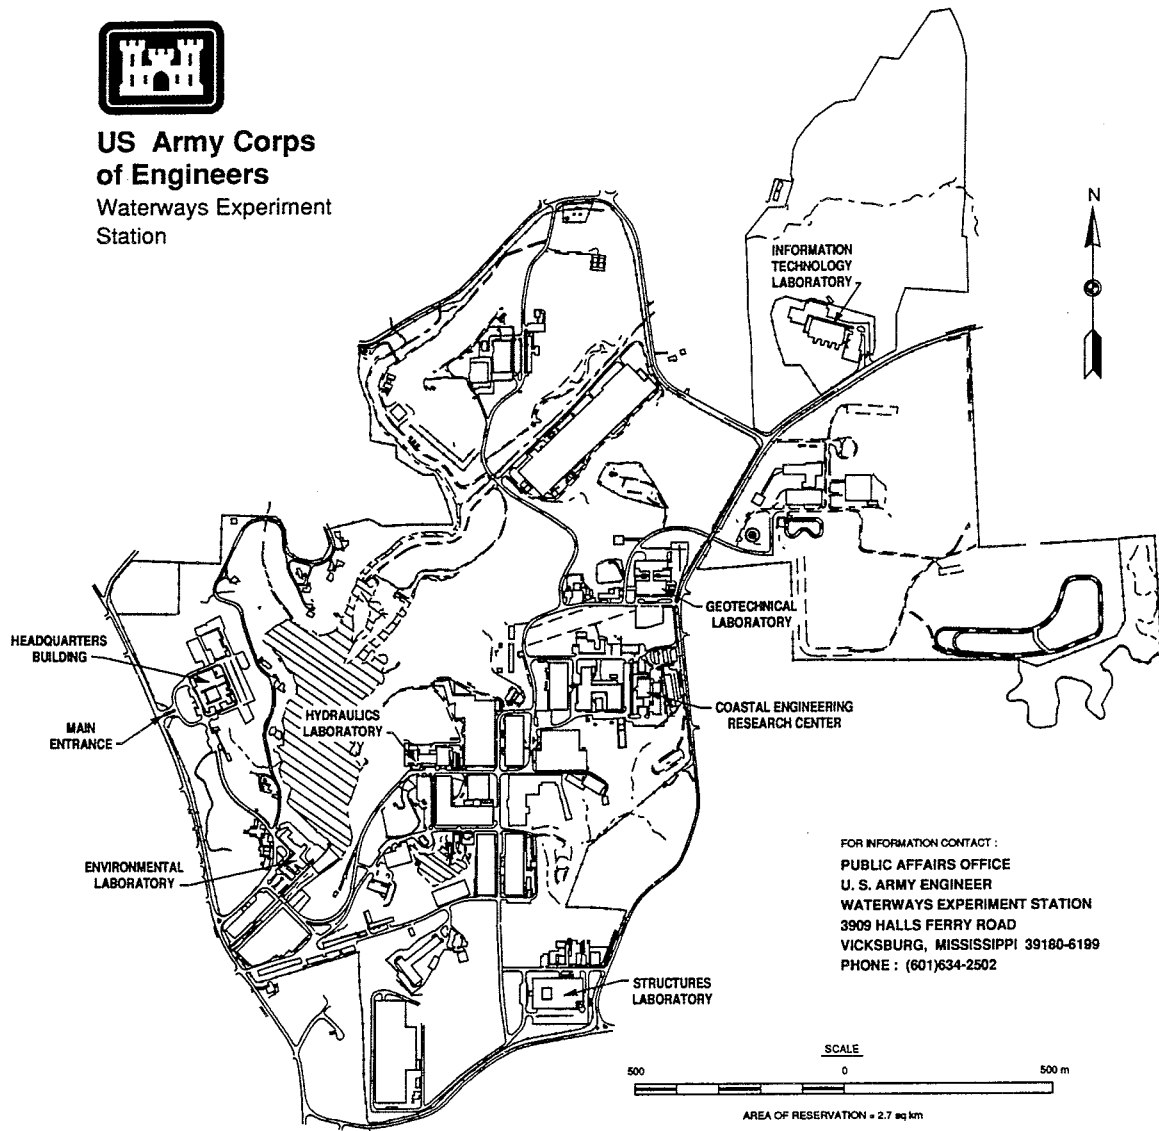 US Army Corps
of Engineers
Waterways Experiment
Station
N
INFORMATION
TECHNOLOGY
LABORATORY
GEOTECHNICAL
LABORATORY
HEADQUARTERS
BUILDING
MAIN
ENTRANCE
HYDRAULICS
LABORATORY
COASTAL ENGINEERING
RESEARCH CENTER
ENVIRONMENTAL
LABORATORY
STRUCTURES
LABORATORY
FOR INFORMATION CONTACT :
PUBLIC AFFAIRS OFFICE
U. S. ARMY ENGINEER
WATERWAYS EXPERIMENT STATION
3909 HALLS FERRY ROAD
VICKSBURG, MISSISSIPPI 39180-6199
PHONE : (601)634-2502
SCALE
500 0 500 m
AREA OF RESERVATION = 2.7 sq km